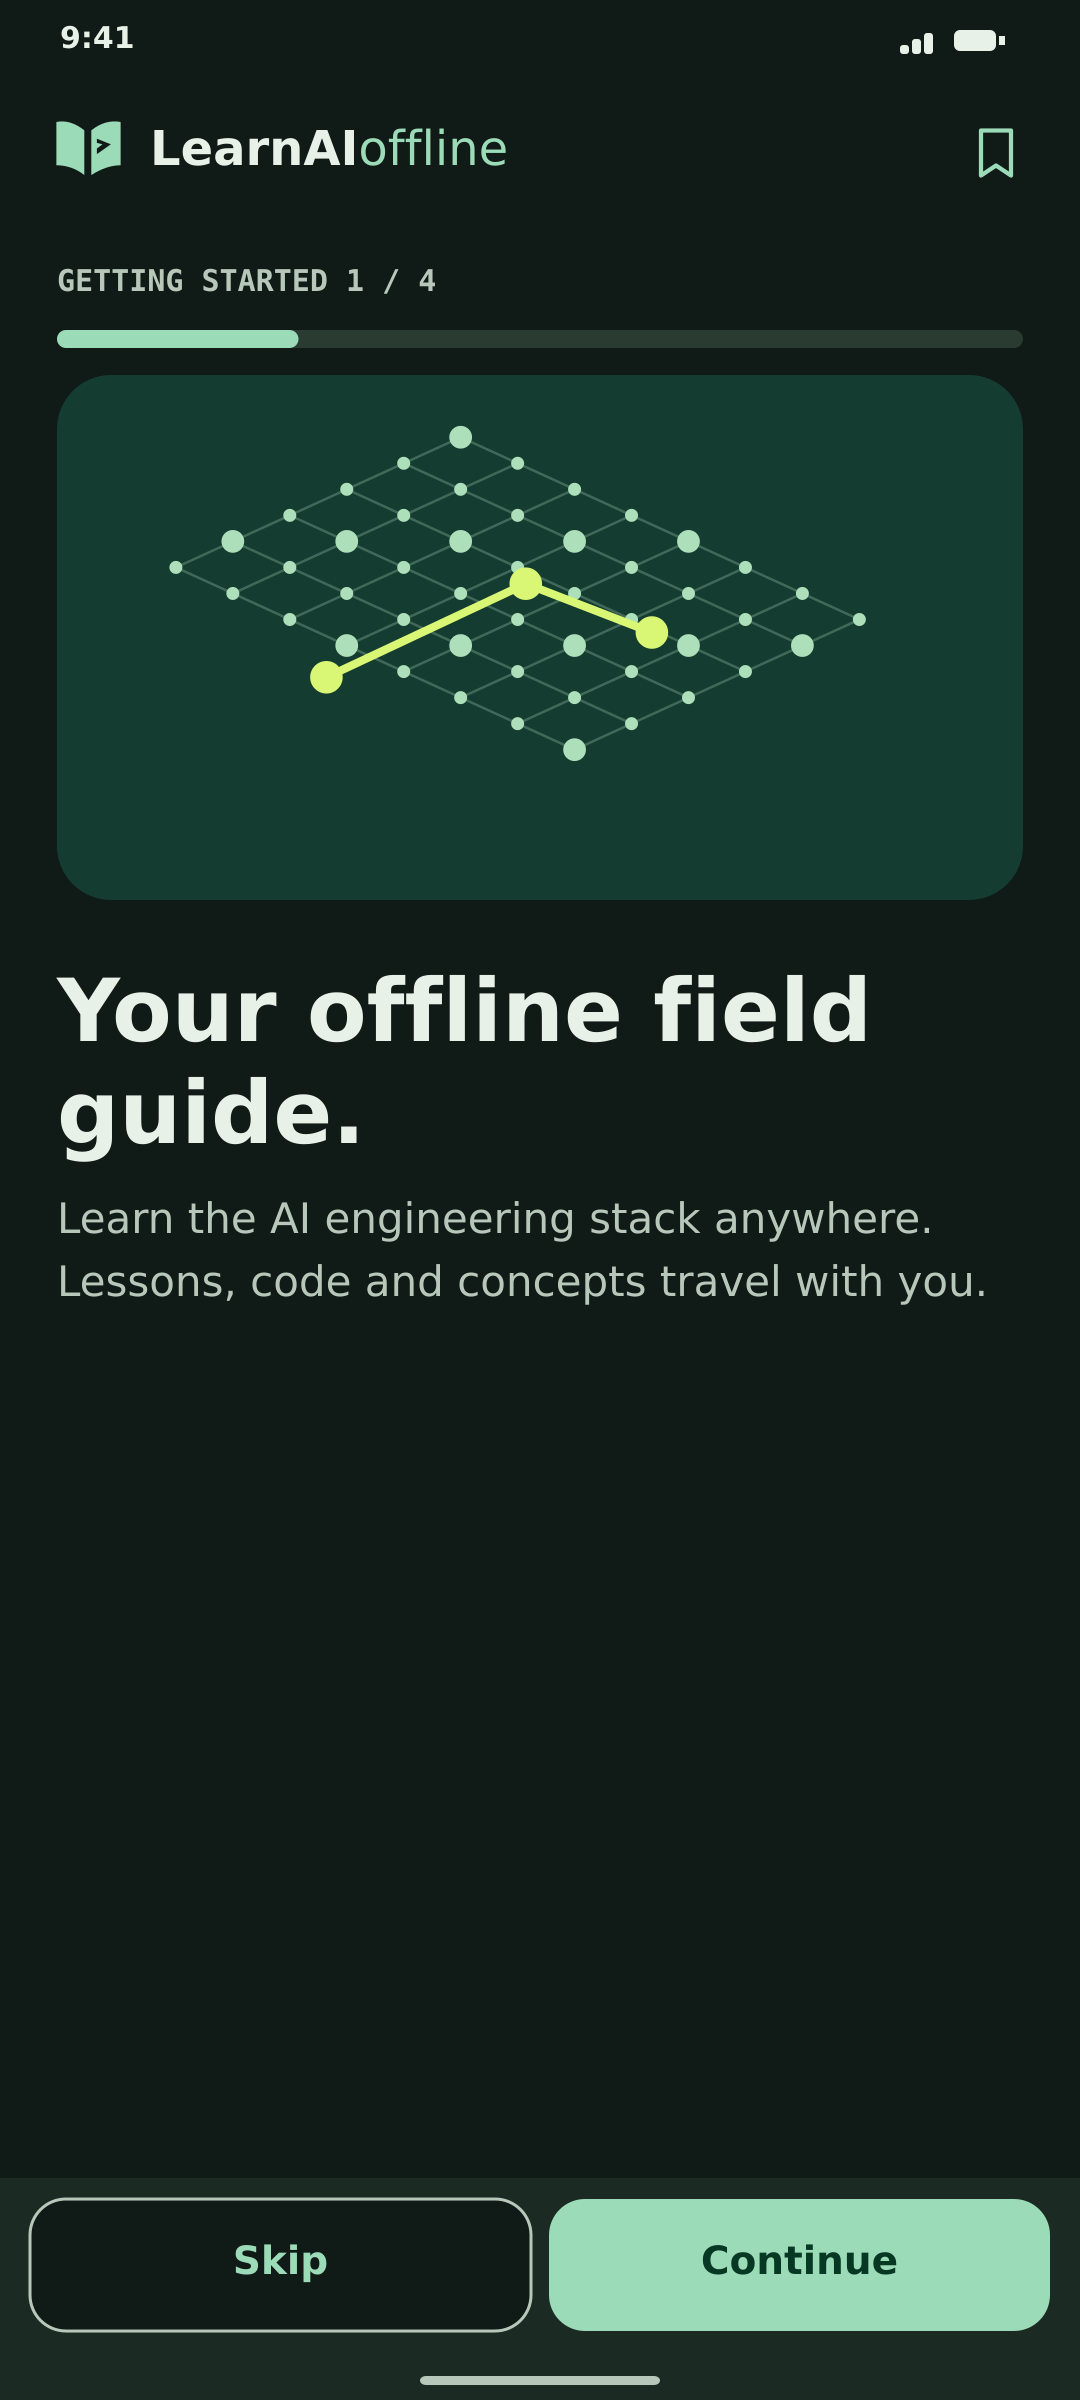 9:41
LearnAIoffline
GETTING STARTED 1 / 4
Your offline field
guide.
Learn the AI engineering stack anywhere.
Lessons, code and concepts travel with you.
Skip
Continue